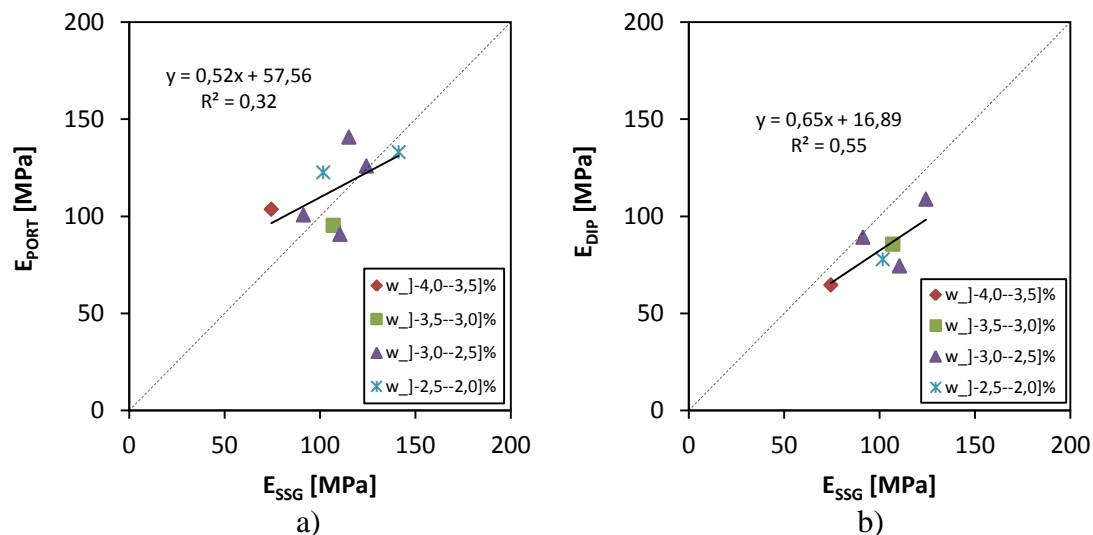 200
150
100
50
0
E_PORT [MPa]
y = 0,52x + 57,56
R² = 0,32
w_]-4,0--3,5]%
w_]-3,5--3,0]%
w_]-3,0--2,5]%
w_]-2,5--2,0]%
0 50 100 150 200
E_SSG [MPa]
a)
200
150
100
50
0
E_DIP [MPa]
y = 0,65x + 16,89
R² = 0,55
w_]-4,0--3,5]%
w_]-3,5--3,0]%
w_]-3,0--2,5]%
w_]-2,5--2,0]%
0 50 100 150 200
E_SSG [MPa]
b)